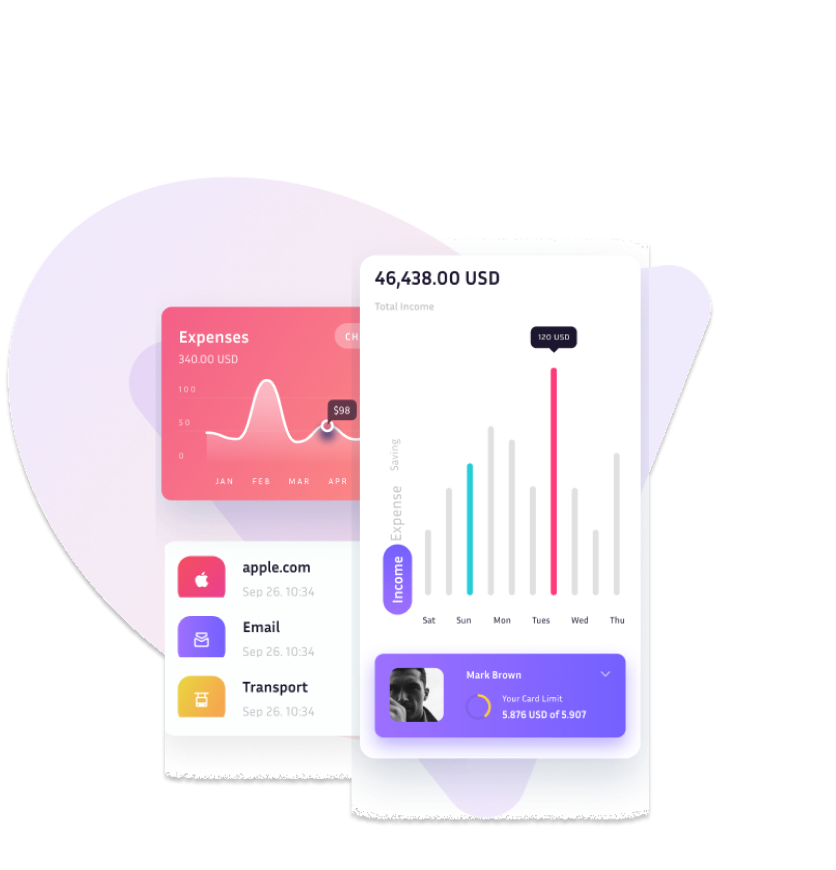 46,438.00 USD
Total Income
120 USD
Saving
Expense
Income
Sat Sun Mon Tues Wed Thu
Mark Brown
Your Card Limit
5.876 USD of 5.907
Expenses
CH
340.00 USD
100
$98
50
0
JAN FEB MAR APR
apple.com
Sep 26. 10:34
Email
Sep 26. 10:34
Transport
Sep 26. 10:34